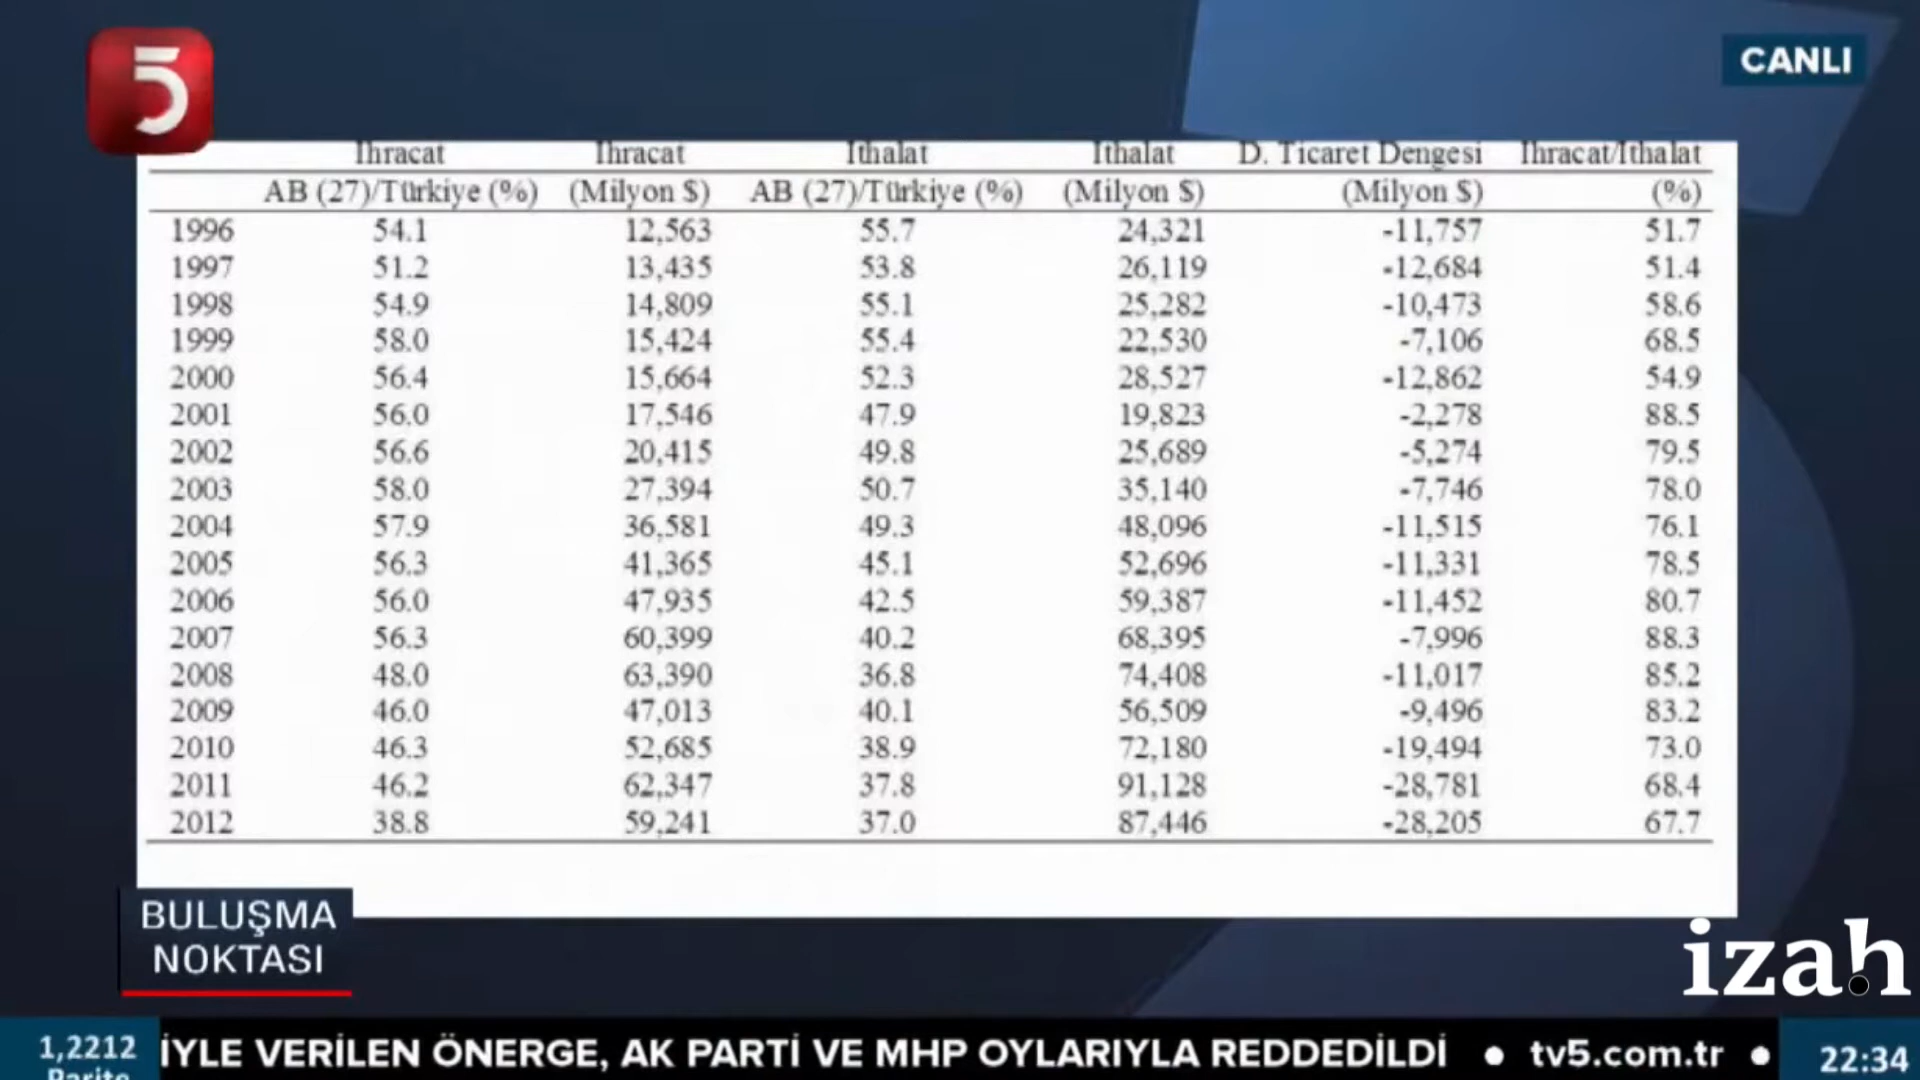 5
CANLI
İhracat İhracat İthalat İthalat D. Ticaret Dengesi İhracat/İthalat
AB (27)/Türkiye (%) (Milyon $) AB (27)/Türkiye (%) (Milyon $) (Milyon $) (%)
1996 54.1 12,563 55.7 24,321 -11,757 51.7
1997 51.2 13,435 53.8 26,119 -12,684 51.4
1998 54.9 14,809 55.1 25,282 -10,473 58.6
1999 58.0 15,424 55.4 22,530 -7,106 68.5
2000 56.4 15,664 52.3 28,527 -12,862 54.9
2001 56.0 17,546 47.9 19,823 -2,278 88.5
2002 56.6 20,415 49.8 25,689 -5,274 79.5
2003 58.0 27,394 50.7 35,140 -7,746 78.0
2004 57.9 36,581 49.3 48,096 -11,515 76.1
2005 56.3 41,365 45.1 52,696 -11,331 78.5
2006 56.0 47,935 42.5 59,387 -11,452 80.7
2007 56.3 60,399 40.2 68,395 -7,996 88.3
2008 48.0 63,390 36.8 74,408 -11,017 85.2
2009 46.0 47,013 40.1 56,509 -9,496 83.2
2010 46.3 52,685 38.9 72,180 -19,494 73.0
2011 46.2 62,347 37.8 91,128 -28,781 68.4
2012 38.8 59,241 37.0 87,446 -28,205 67.7
BULUŞMA
NOKTASI
izah
1,2212
Parite
İYLE VERİLEN ÖNERGE, AK PARTİ VE MHP OYLARIYLA REDDEDİLDİ • tv5.com.tr •
22:34